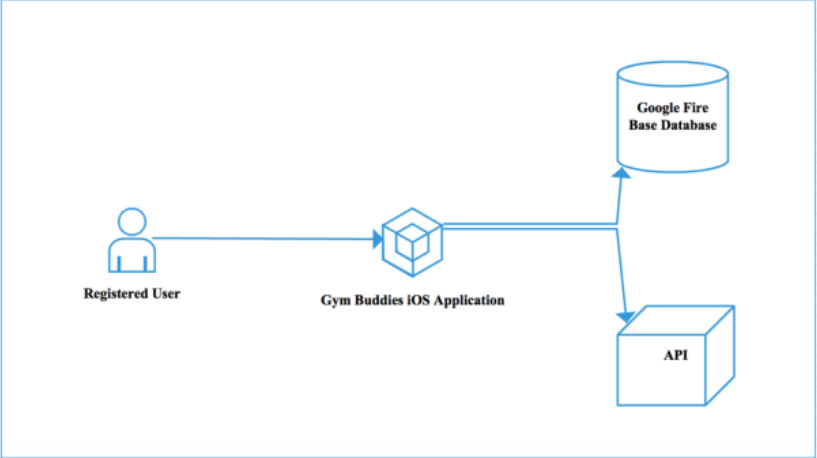 Google Fire
Base Database
Registered User
Gym Buddies iOS Application
API